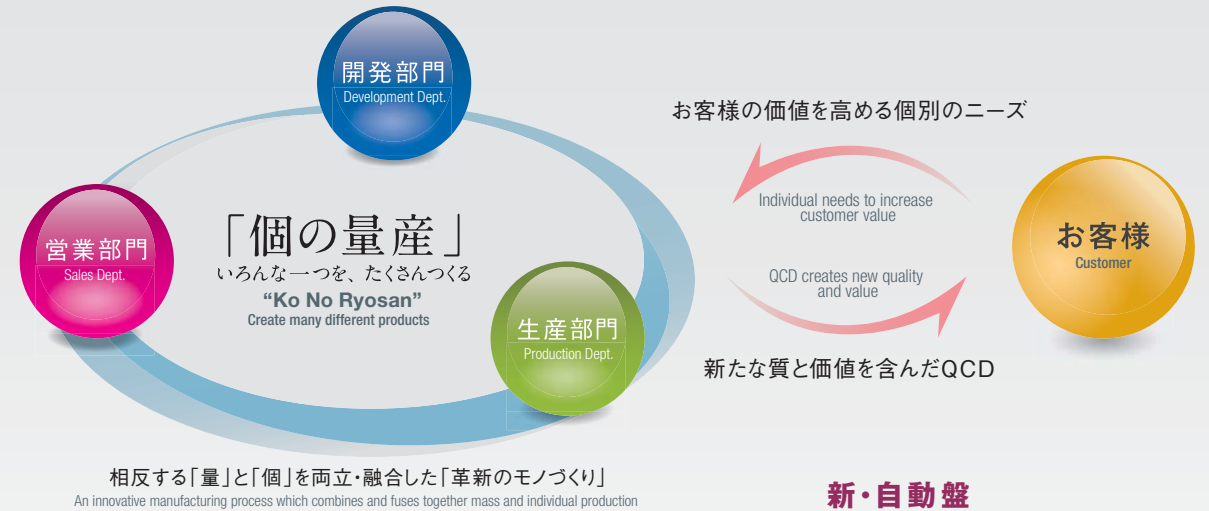 開発部門
Development Dept.
お客様の価値を高める個別のニーズ
Individual needs to increase
customer value
お客様
Customer
営業部門
Sales Dept.
「個の量産」
いろんな一つを、たくさんつくる
“Ko No Ryosan”
Create many different products
QCD creates new quality
and value
生産部門
Production Dept.
新たな質と価値を含んだQCD
相反する「量」と「個」を両立・融合した「革新のモノづくり」
An innovative manufacturing process which combines and fuses together mass and individual production
新・自動盤